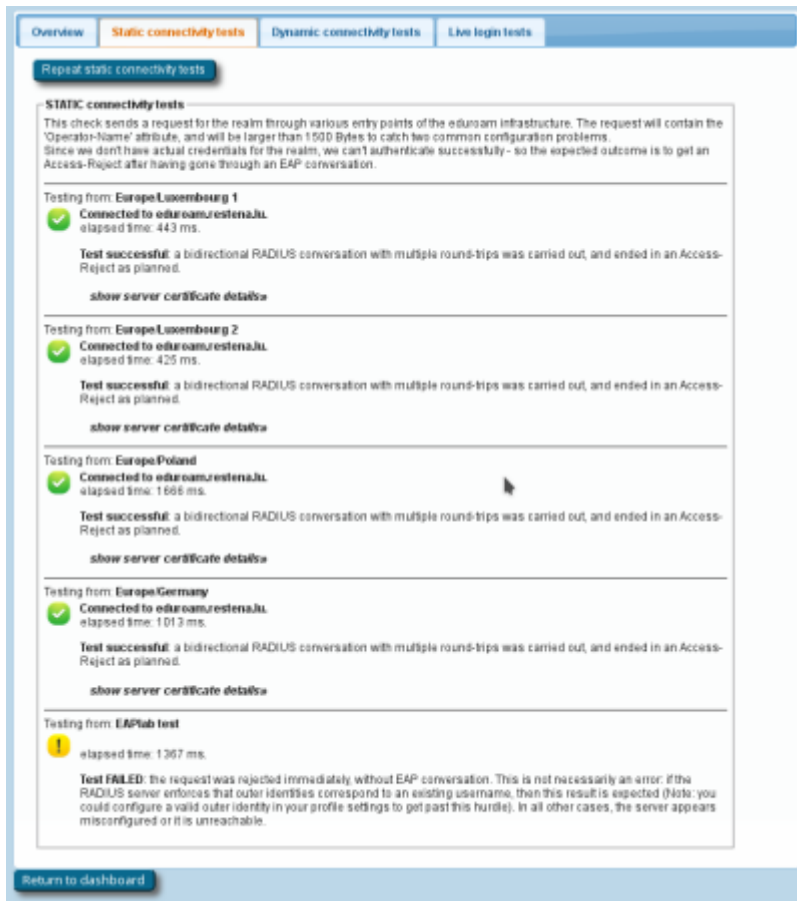 Overview Static connectivity tests Dynamic connectivity tests Live login tests
Repeat static connectivity tests
STATIC connectivity tests
This check sends a request for the realm through various entry points of the eduroam infrastructure. The request will contain the
'Operator-Name' attribute, and will be larger than 1500 Bytes to catch two common configuration problems.
Since we don't have actual credentials for the realm, we can't authenticate successfully - so the expected outcome is to get an
Access-Reject after having gone through an EAP conversation.
Testing from: Europe/Luxembourg 1
Connected to eduroam.restena.lu.
elapsed time: 443 ms.
Test successful: a bidirectional RADIUS conversation with multiple round-trips was carried out, and ended in an Access-
Reject as planned.
show server certificate details»
Testing from: Europe/Luxembourg 2
Connected to eduroam.restena.lu.
elapsed time: 425 ms.
Test successful: a bidirectional RADIUS conversation with multiple round-trips was carried out, and ended in an Access-
Reject as planned.
show server certificate details»
Testing from: Europe/Poland
Connected to eduroam.restena.lu.
elapsed time: 1666 ms.
Test successful: a bidirectional RADIUS conversation with multiple round-trips was carried out, and ended in an Access-
Reject as planned.
show server certificate details»
Testing from: Europe/Germany
Connected to eduroam.restena.lu.
elapsed time: 1013 ms.
Test successful: a bidirectional RADIUS conversation with multiple round-trips was carried out, and ended in an Access-
Reject as planned.
show server certificate details»
Testing from: EAPlab test
elapsed time: 1367 ms.
Test FAILED: the request was rejected immediately, without EAP conversation. This is not necessarily an error: if the
RADIUS server enforces that outer identities correspond to an existing username, then this result is expected (Note: you
could configure a valid outer identity in your profile settings to get past this hurdle). In all other cases, the server appears
misconfigured or it is unreachable.
Return to dashboard